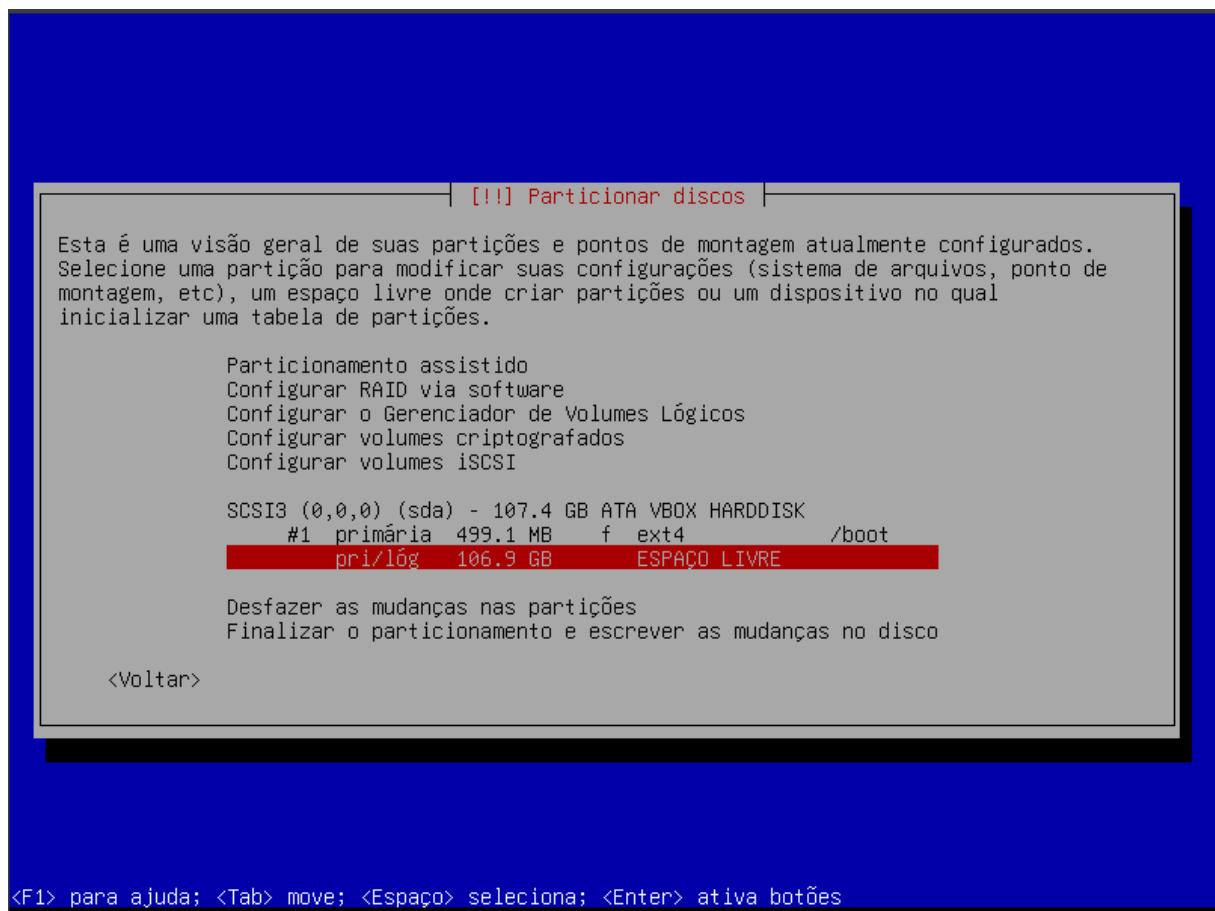 [!!] Particionar discos
Esta é uma visão geral de suas partições e pontos de montagem atualmente configurados.
Selecione uma partição para modificar suas configurações (sistema de arquivos, ponto de
montagem, etc), um espaço livre onde criar partições ou um dispositivo no qual
inicializar uma tabela de partições.
Particionamento assistido
Configurar RAID via software
Configurar o Gerenciador de Volumes Lógicos
Configurar volumes criptografados
Configurar volumes iSCSI
SCSI3 (0,0,0) (sda) - 107.4 GB ATA VBOX HARDDISK
#1 primária 499.1 MB f ext4 /boot
pri/lóg 106.9 GB ESPAÇO LIVRE
Desfazer as mudanças nas partições
Finalizar o particionamento e escrever as mudanças no disco
<Voltar>
<F1> para ajuda; <Tab> move; <Espaço> seleciona; <Enter> ativa botões